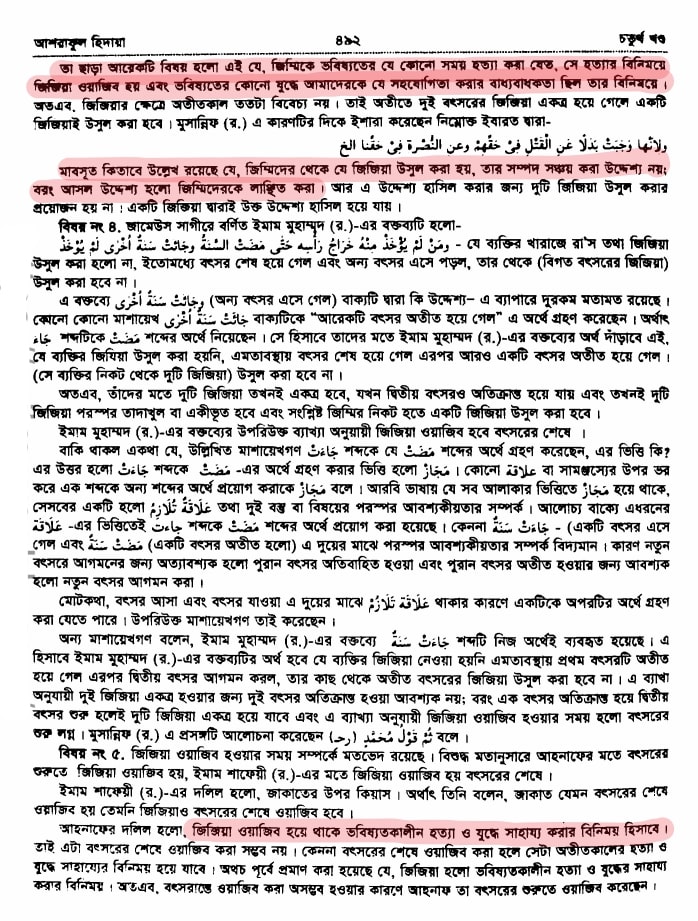 আশরাফুল হিদায়া ৪৯২ চতুর্থ খণ্ড
তা ছাড়া আরেকটি বিষয় হলো এই যে, জিম্মিকে ভবিষ্যতের যে কোনো সময় হত্যা করা যেত, সে হত্যার বিনিময়ে
জিজিয়া ওয়াজিব হয় এবং ভবিষ্যতের কোনো যুদ্ধে আমাদেরকে যে সহযোগিতা করার বাধ্যবাধকতা ছিল তার বিনিময়ে।
অতএব, জিজিয়ার ক্ষেত্রে অতীতকাল ততটা বিবেচ্য নয়। তাই অতীতে দুই বৎসরের জিজিয়া একত্র হয়ে গেলে একটি
জিজিয়াই উসুল করা হবে। মুসান্নিফ (র.) এ কারণটির দিকে ইশারা করেছেন নিম্নোক্ত ইবারত দ্বারা-
ولانها وَجَبَتْ بَدَلًا عَنِ الْقَتْلِ فِىْ حَقِّهِمْ وَعَنِ النُّصْرَةِ فِىْ حَقِّنَا الخ
মাবসূত কিতাবে উল্লেখ রয়েছে যে, জিম্মিদের থেকে যে জিজিয়া উসুল করা হয়, তার সম্পদ সঞ্চয় করা উদ্দেশ্য নয়;
বরং আসল উদ্দেশ্য হলো জিম্মিদেরকে লাঞ্ছিত করা। আর এ উদ্দেশ্য হাসিল করার জন্য দুটি জিজিয়া উসুল করার
প্রয়োজন হয় না। একটি জিজিয়া দ্বারাই উক্ত উদ্দেশ্য হাসিল হয়ে যায়।
বিষয় নং ৪. জামেউস সাগীরে বর্ণিত ইমাম মুহাম্মদ (র.)-এর বক্তব্যটি হলো-
وَمَنْ لَمْ يُؤْخَذْ مِنْهُ خَرَاجُ رَأْسِه حَتّٰى مَضَتِ السَّنَةُ وَجَائَتْ سَنَةٌ أُخْرٰى لَمْ يُؤْخَذْ - যে ব্যক্তির খারাজে রা'স তথা জিজিয়া
উসুল করা হলো না, ইতোমধ্যে বৎসর শেষ হয়ে গেল এবং অন্য বৎসর এসে পড়ল, তার থেকে (বিগত বৎসরের জিজিয়া)
উসুল করা হবে না।
এ বক্তব্যে وَجَائَتْ سَنَةٌ أُخْرٰى (অন্য বৎসর এসে গেল) বাক্যটি দ্বারা কি উদ্দেশ্য– এ ব্যাপারে দুরকম মতামত রয়েছে।
কোনো কোনো মাশায়েখ جَائَتْ سَنَةٌ أُخْرٰى বাক্যটিকে "আরেকটি বৎসর অতীত হয়ে গেল" এ অর্থে গ্রহণ করেছেন। অর্থাৎ
جَاءَ শব্দটিকে مَضَتْ শব্দের অর্থে নিয়েছেন। সে হিসাবে তাদের মতে ইমাম মুহাম্মদ (র.)-এর বক্তব্যের অর্থ দাঁড়াবে এই,
যে ব্যক্তির যিযিয়া উসুল করা হয়নি, এমতাবস্থায় বৎসর শেষ হয়ে গেল এরপর আরও একটি বৎসর অতীত হয়ে গেল।
(সে ব্যক্তির নিকট থেকে দুটি জিজিয়া) উসুল করা হবে না।
অতএব, তাঁদের মতে দুটি জিজিয়া তখনই একত্র হবে, যখন দ্বিতীয় বৎসরও অতিক্রান্ত হয়ে যায় এবং তখনই দুটি
জিজিয়া পরস্পর তাদাখুল বা একীভূত হবে এবং সংশ্লিষ্ট জিম্মির নিকট হতে একটি জিজিয়া উসুল করা হবে।
ইমাম মুহাম্মদ (র.)-এর বক্তব্যের উপরিউক্ত ব্যাখ্যা অনুযায়ী জিজিয়া ওয়াজিব হবে বৎসরের শেষে।
বাকি থাকল একথা যে, উল্লিখিত মাশায়েখগণ جَاءَتْ শব্দকে যে مَضَتْ শব্দের অর্থে গ্রহণ করেছেন, এর ভিত্তি কি?
এর উত্তর হলো جَاءَتْ শব্দকে مَضَتْ -এর অর্থে গ্রহণ করার ভিত্তি হলো مَجَازْ। কোনো علاقة বা সামঞ্জস্যের উপর ভর
করে এক শব্দকে অন্য শব্দের অর্থে প্রয়োগ করাকে مَجَازْ বলে। আরবি ভাষায় যে সব আলাকার ভিত্তিতে مَجَازْ হয়ে থাকে,
সেসবের একটি হলো عَلَاقَةُ تَلَازُمْ তথা দুই বস্তু বা বিষয়ের পরস্পর আবশ্যকীয়তার সম্পর্ক। আলোচ্য বাক্যে এধরনের
عَلَاقَةْ -এর ভিত্তিতেই جاءت শব্দকে مَضَتْ শব্দের অর্থে প্রয়োগ করা হয়েছে। কেননা جَاءَتْ سَنَةٌ - (একটি বৎসর এসে
গেল এবং مَضَتْ سَنَةٌ (একটি বৎসর অতীত হলো) এ দুয়ের মাঝে পরস্পর আবশ্যকীয়তার সম্পর্ক বিদ্যমান। কারণ নতুন
বৎসরে আগমনের জন্য অত্যাবশ্যক হলো পুরান বৎসর অতিবাহিত হওয়া এবং পুরান বৎসর অতীত হওয়ার জন্য আবশ্যক
হলো নতুন বৎসর আগমন করা।
মোটকথা, বৎসর আসা এবং বৎসর যাওয়া এ দুয়ের মাঝে عَلَاقَة تَلَازُمْ থাকার কারণে একটিকে অপরটির অর্থে গ্রহণ
করা যেতে পারে। উপরিউক্ত মাশায়েখগণ তাই করেছেন।
অন্য মাশায়েখগণ বলেন, ইমাম মুহাম্মদ (র.)-এর বক্তব্যে جَاءَتْ سَنَةٌ শব্দটি নিজ অর্থেই ব্যবহৃত হয়েছে। এ
হিসাবে ইমাম মুহাম্মদ (র.)-এর বক্তব্যটির অর্থ হবে যে ব্যক্তির জিজিয়া নেওয়া হয়নি এমতাবস্থায় প্রথম বৎসরটি অতীত
হয়ে গেল এরপর দ্বিতীয় বৎসর আগমন করল, তার কাছ থেকে অতীত বৎসরের জিজিয়া উসুল করা হবে না। এ ব্যাখা
অনুযায়ী দুই জিজিয়া একত্র হওয়ার জন্য দুই বৎসর অতিক্রান্ত হওয়া আবশ্যক নয়; বরং এক বৎসর অতিক্রান্ত হয়ে দ্বিতীয়
বৎসর শুরু হলেই দুটি জিজিয়া একত্র হয়ে যাবে এবং এ ব্যাখ্যা অনুযায়ী জিজিয়া ওয়াজিব হওয়ার সময় হলো বৎসরের
শুরু লগ্ন। মুসান্নিফ (র.) এ প্রসঙ্গটি আলোচনা করেছেন ثُمَّ قَوْلُ مُحَمَّدٍ (رح) বলে।
বিষয় নং ৫. জিজিয়া ওয়াজিব হওয়ার সময় সম্পর্কে মতভেদ রয়েছে। বিশুদ্ধ মতানুসারে আহনাফের মতে বৎসরের
শুরুতে জিজিয়া ওয়াজিব হয়, ইমাম শাফেয়ী (র.)-এর মতে জিজিয়া ওয়াজিব হয় বৎসরের শেষে।
ইমাম শাফেয়ী (র.)-এর দলিল হলো, জাকাতের উপর কিয়াস। অর্থাৎ তিনি বলেন, জাকাত যেমন বৎসরের শেষে
ওয়াজিব হয় তেমনি জিজিয়াও বৎসরের শেষে ওয়াজিব হবে।
আহনাফের দলিল হলো, জিজিয়া ওয়াজিব হয়ে থাকে ভবিষ্যতকালীন হত্যা ও যুদ্ধে সাহায্য করার বিনিময় হিসাবে।
তাই এটা বৎসরের শেষে ওয়াজিব করা সম্ভব নয়। কেননা বৎসরের শেষে ওয়াজিব করা হলে সেটা অতীতকালের হত্যা ও
যুদ্ধে সাহায্যের বিনিময় হয়ে যাবে। অথচ পূর্বে প্রমাণ করা হয়েছে যে, জিজিয়া হলো ভবিষ্যতকালীন হত্যা ও যুদ্ধের সাহায্য
করার বিনিময়। অতএব, বৎসরান্তে ওয়াজিব করা অসম্ভব হওয়ার কারণে আহনাফ তা বৎসরের শুরুতে ওয়াজিব করেছেন।